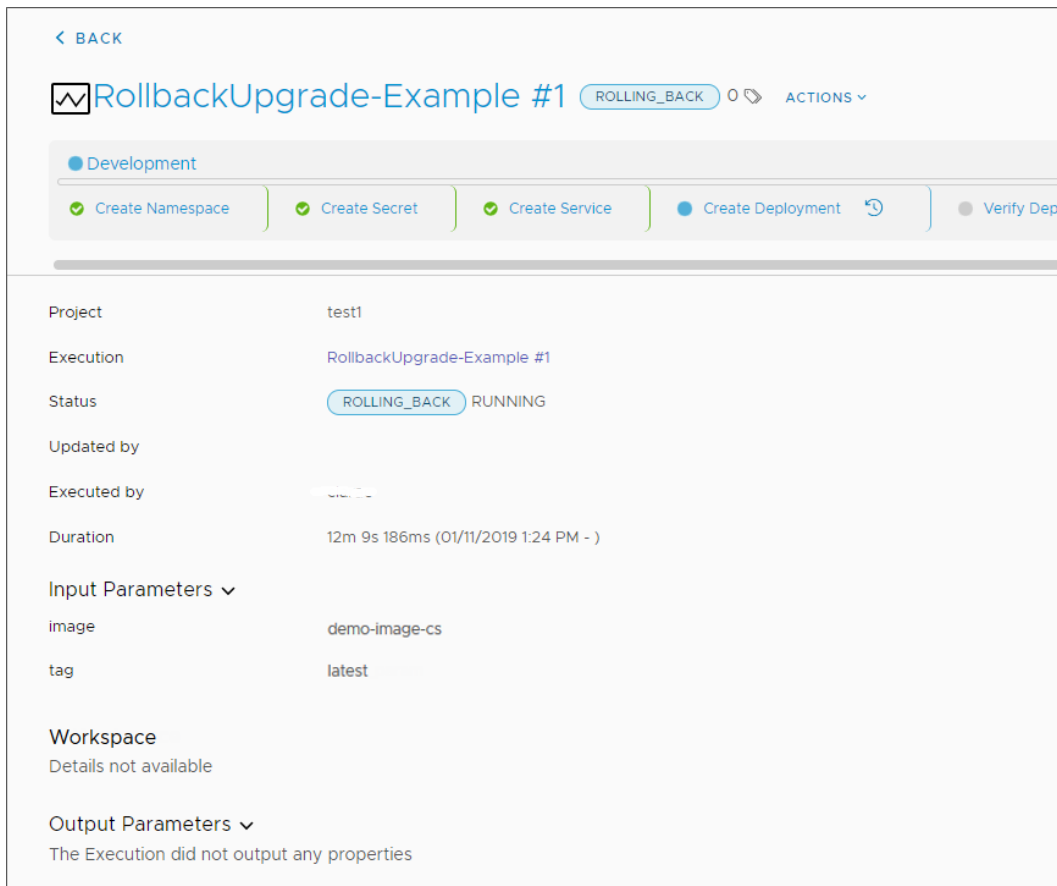 BACK
RollbackUpgrade-Example #1 ROLLING_BACK 0 ACTIONS
Development
Create Namespace Create Secret Create Service Create Deployment Verify
Project test1
Execution RollbackUpgrade-Example #1
Status ROLLING_BACK RUNNING
Updated by
Executed by
Duration 12m 9s 186ms (01/11/2019 1:24 PM - )
Input Parameters
image demo-image-cs
tag latest
Workspace
Details not available
Output Parameters
The Execution did not output any properties